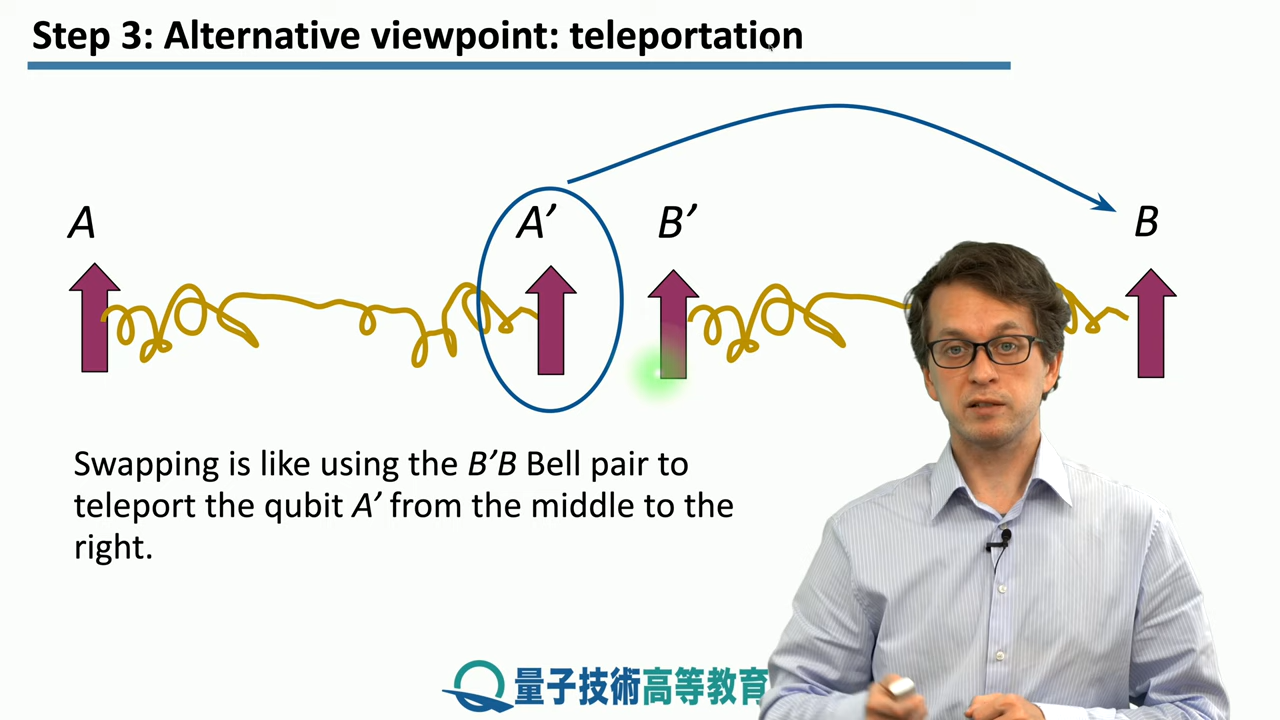 Step 3: Alternative viewpoint: teleportation
A A’ B’ B
Swapping is like using the B’B Bell pair to
teleport the qubit A’ from the middle to the
right.
量子技術高等教育